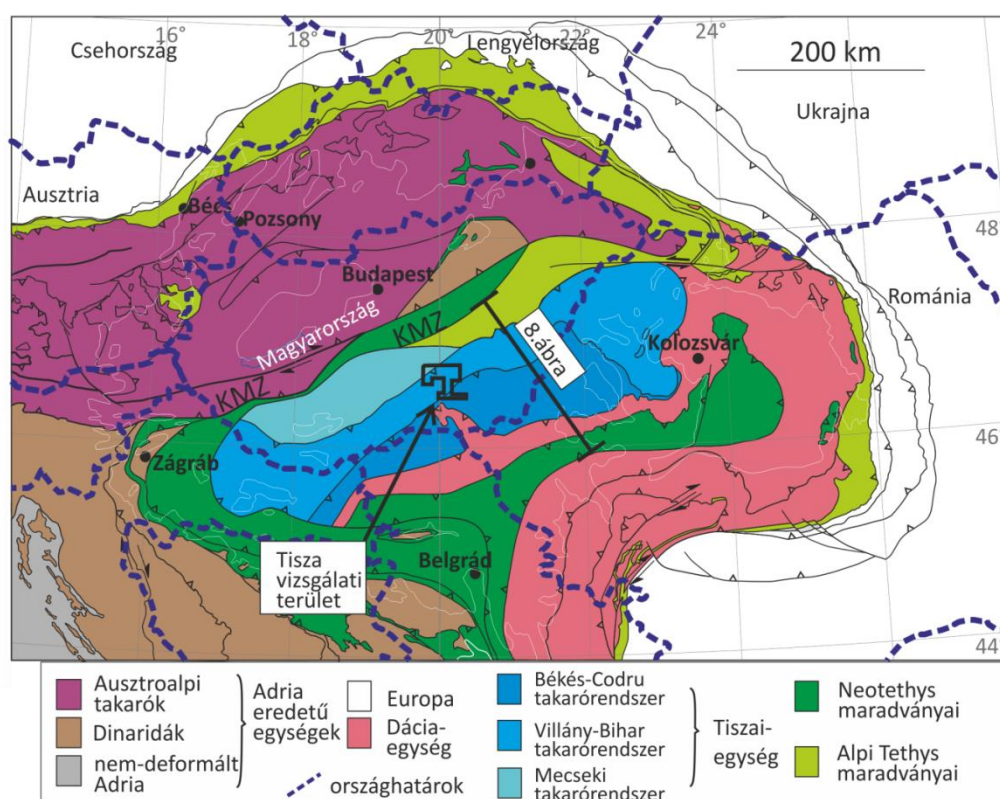 16°
18°
20°
22°
24°
Csehország
Lengyelország
200 km
Ukrajna
Ausztria
Bécs
Pozsony
48°
Budapest
Románia
Magyarország
KMZ
8.ábra
Kolozsvár
KMZ
46°
Zágráb
Tisza
vizsgálati
terület
Belgrád
44°
Ausztroalpi
takarók
Dinaridák
nem-deformált
Adria
Adria
eredetű
egységek
Europa
Dácia-
egység
országhatárok
Békés-Codru
takarórendszer
Villány-Bihar
takarórendszer
Mecseki
takarórendszer
Tiszai-
egység
Neotethys
maradványai
Alpi Tethys
maradványai